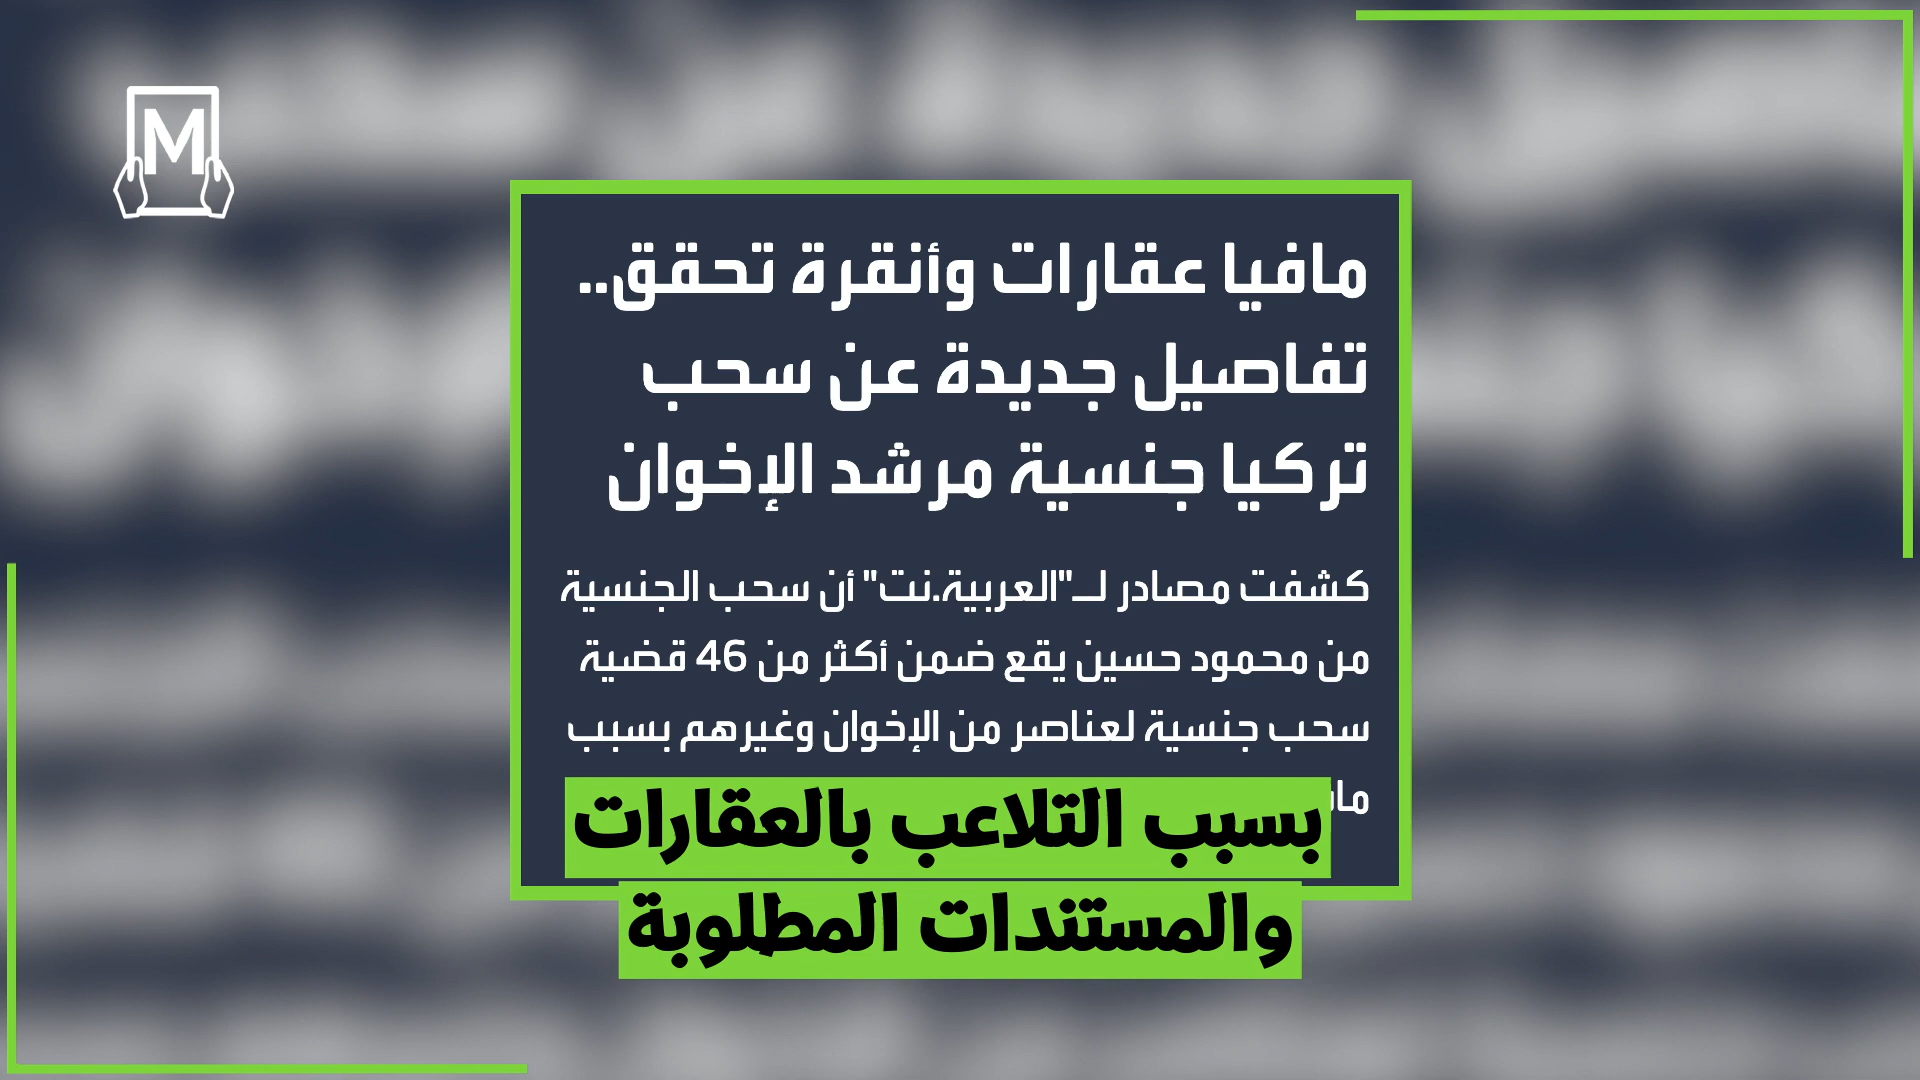 M
مافيا عقارات وأنقرة تحقق..
تفاصيل جديدة عن سحب
تركيا جنسية مرشد الإخوان
كشفت مصادر لـ"العربية.نت" أن سحب الجنسية
من محمود حسين يقع ضمن أكثر من 46 قضية
سحب جنسية لعناصر من الإخوان وغيرهم بسبب
بسبب التلاعب بالعقارات
والمستندات المطلوبة